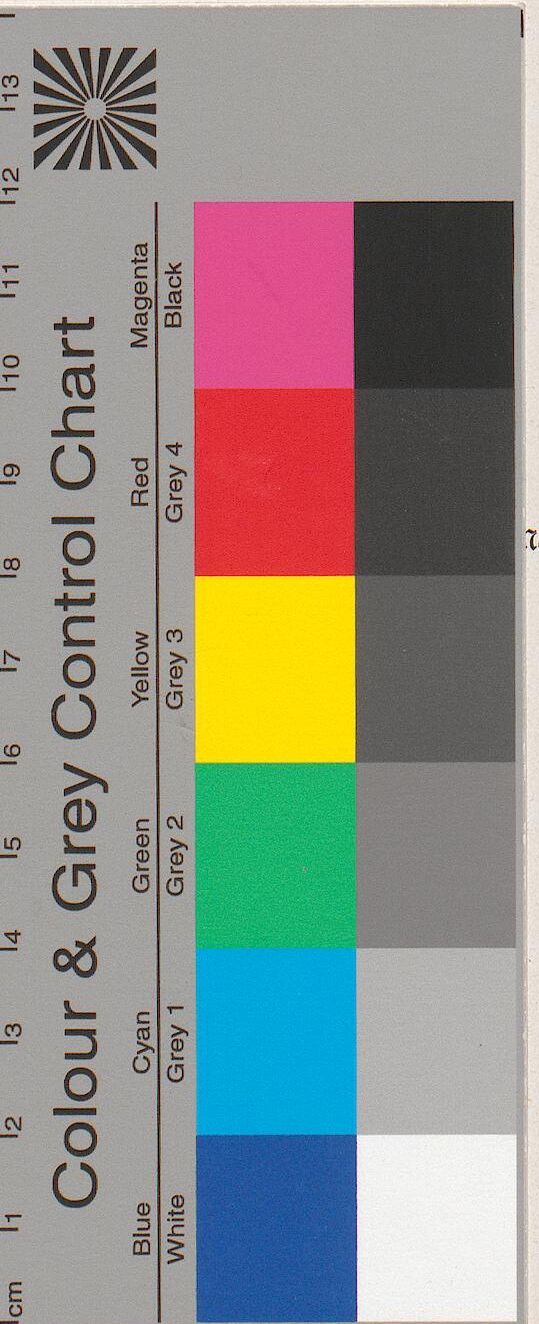 Colour & Grey Control Chart
Blue Cyan Green Yellow Red Magenta
White Grey 1 Grey 2 Grey 3 Grey 4 Black
cm 1 2 3 4 5 6 7 8 9 10 11 12 13